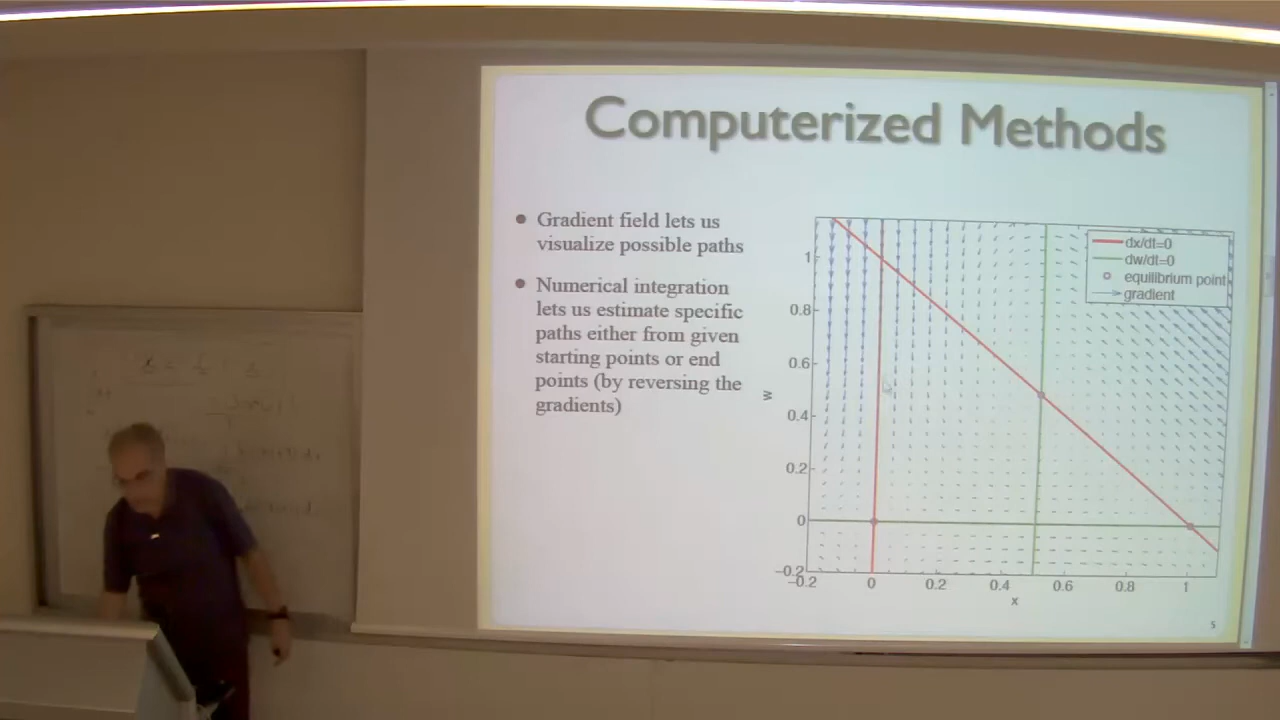 Computerized Methods
• Gradient field lets us
visualize possible paths
• Numerical integration
lets us estimate specific
paths either from given
starting points or end
points (by reversing the
gradients)
dx/dt=0
dw/dt=0
equilibrium point
gradient
1
0.8
0.6
0.4
0.2
0
-0.2
w
-0.2 0 0.2 0.4 0.6 0.8 1
x
5